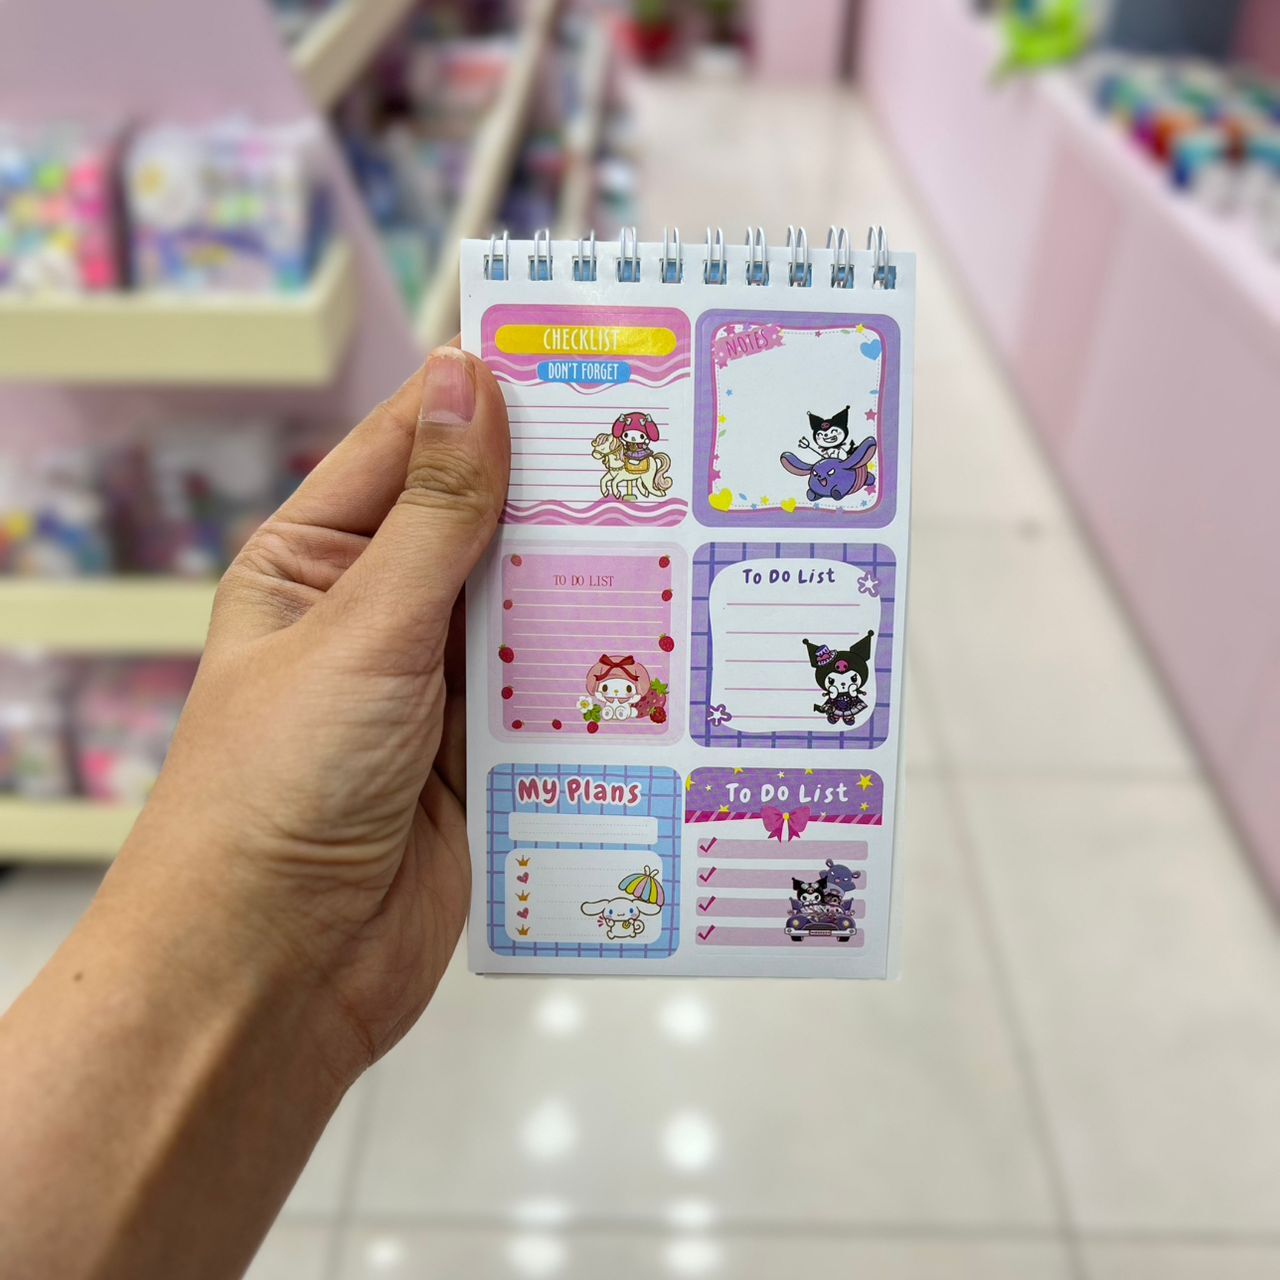 CHECKLIST
DON'T FORGET
NOTES
TO DO LIST
To Do List
My Plans
To Do List